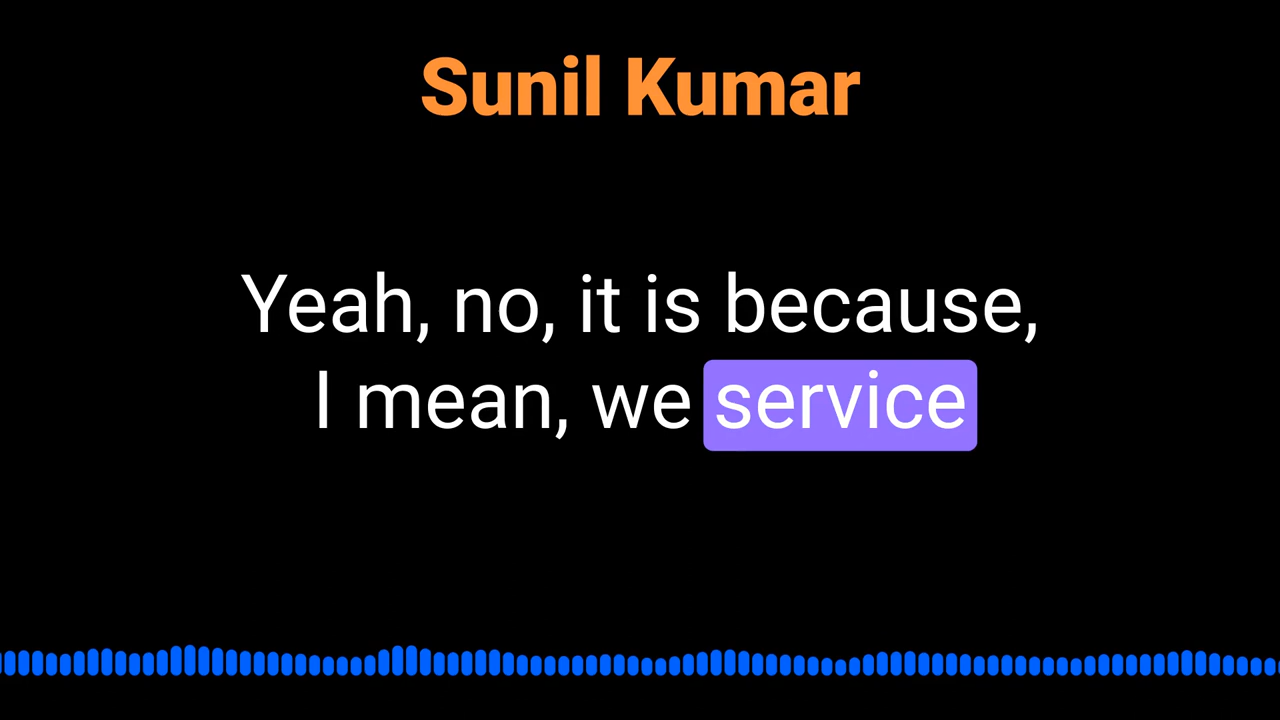 Sunil Kumar
Yeah, no, it is because,
I mean, we service